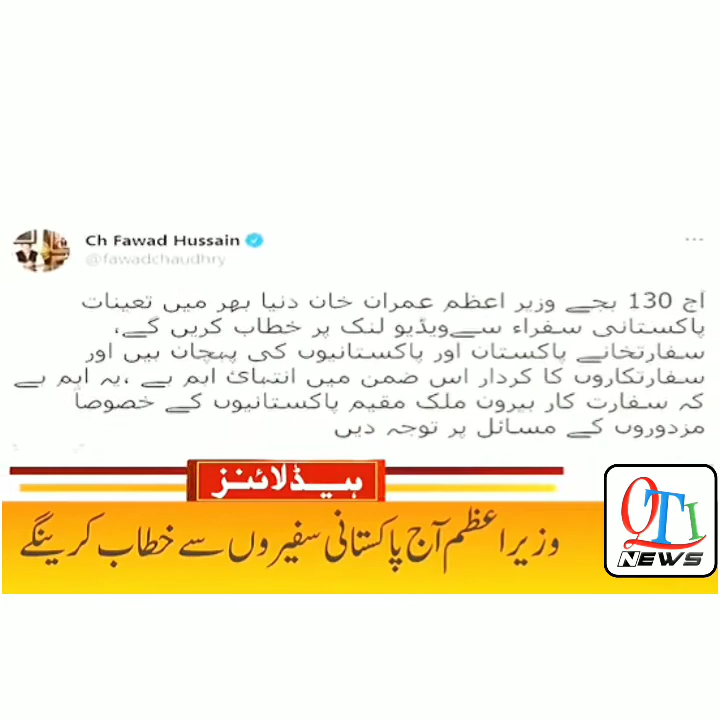 Ch Fawad Hussain
@fawadchaudhry
آج 130 بجے وزیر اعظم عمران خان دنیا بھر میں تعینات
پاکستانی سفراء سےویڈیو لنک پر خطاب کریں گے،
سفارتخانے پاکستان اور پاکستانیوں کی پہچان ہیں اور
سفارتکاروں کا کردار اس ضمن میں انتہائ اہم ہے ،یہ اہم ہے
کہ سفارت کار بیرون ملک مقیم پاکستانیوں کے خصوصاً
مزدوروں کے مسائل پر توجہ دیں
ہیڈلائنز
وزیراعظم آج پاکستانی سفیروں سے خطاب کرینگے
QTI
NEWS